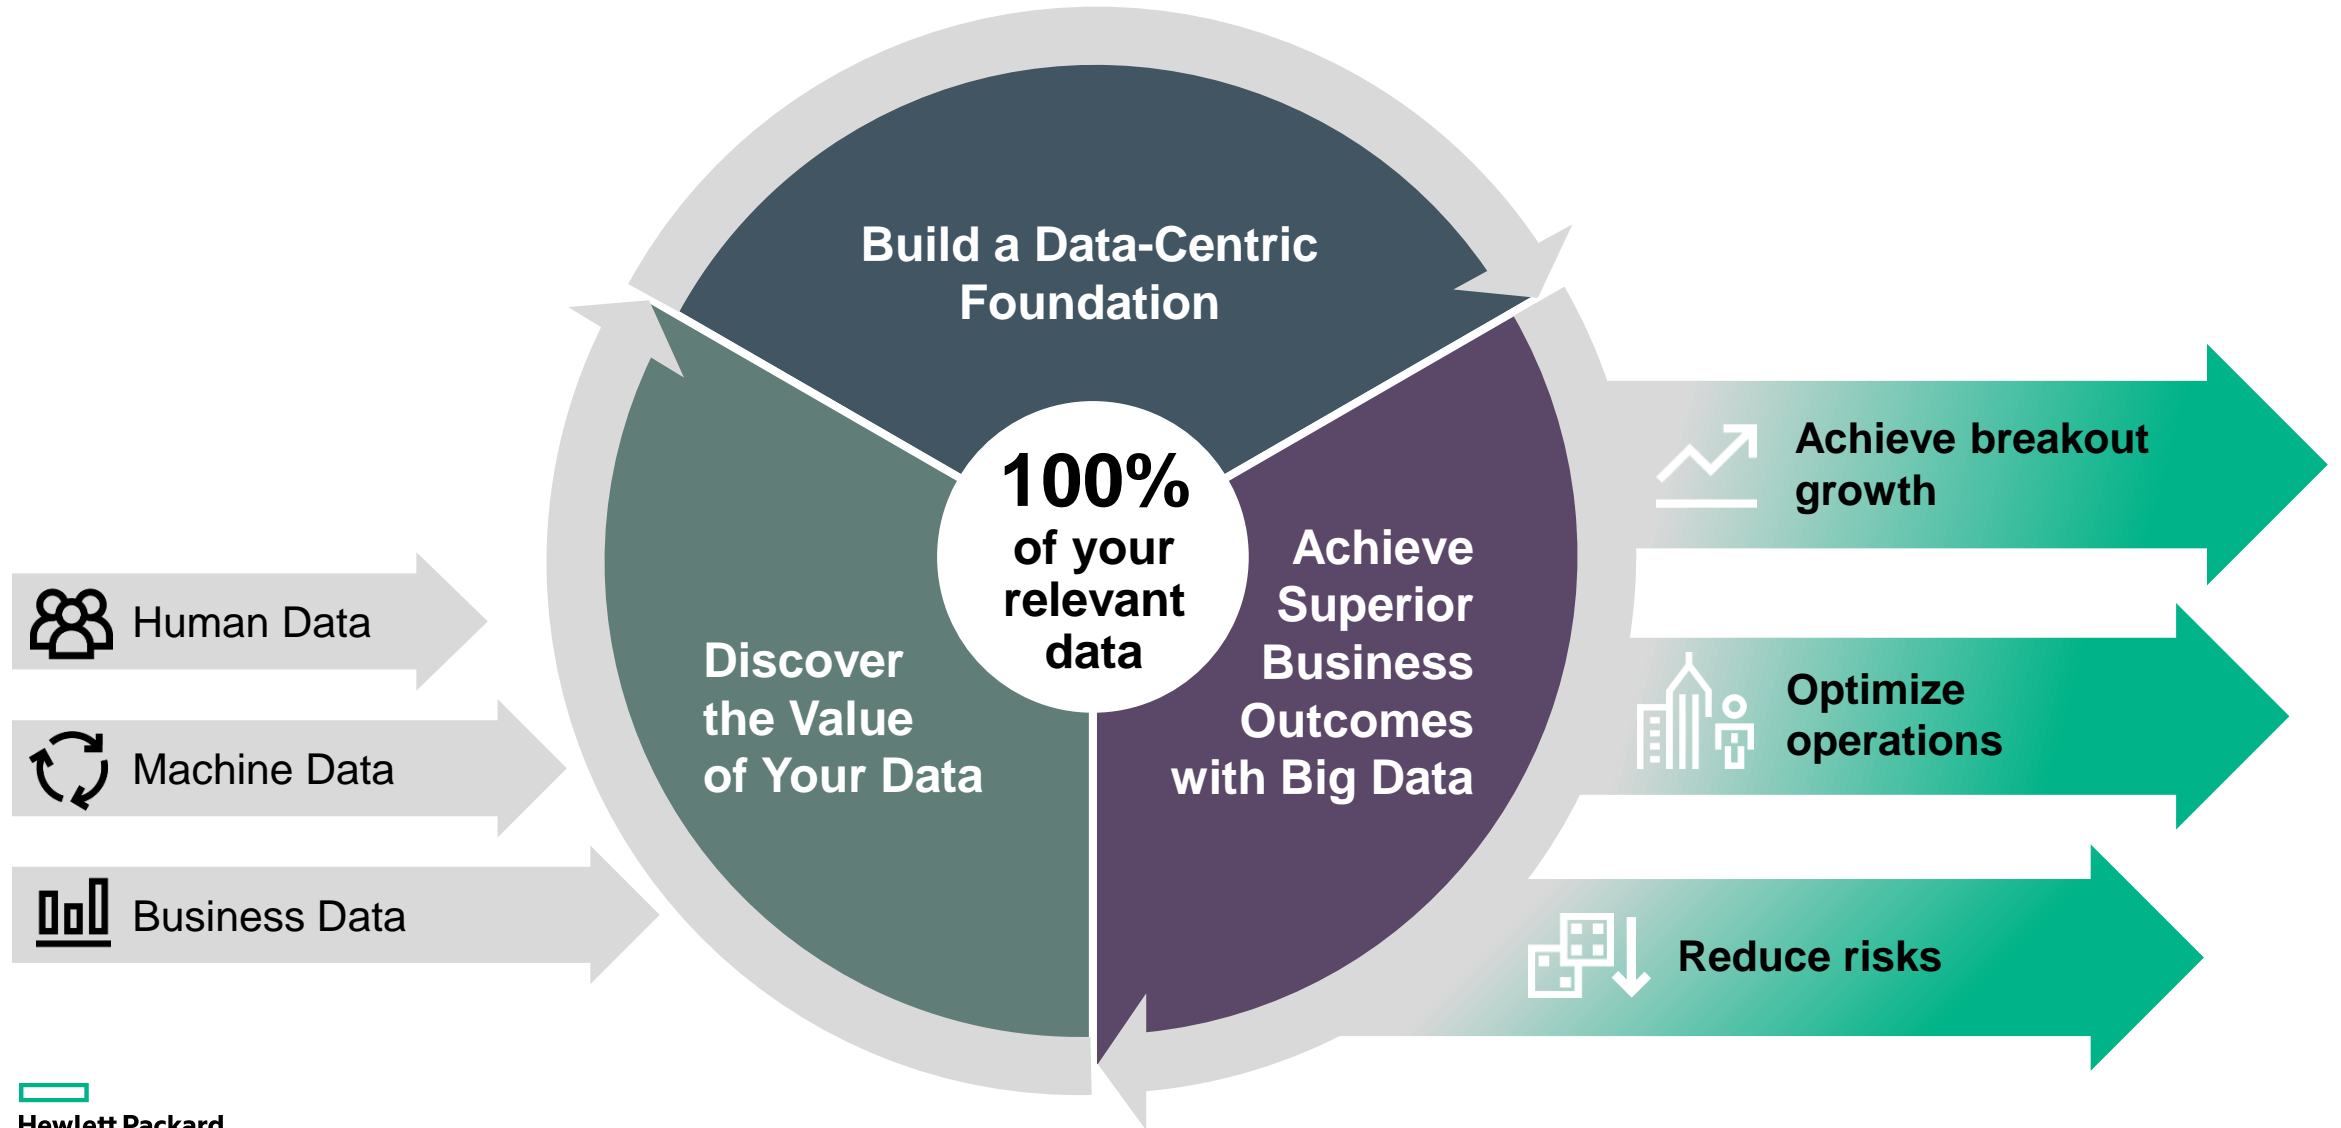 Build a Data-Centric
Foundation
100%
of your
relevant
data
Discover
the Value
of Your Data
Achieve
Superior
Business
Outcomes
with Big Data
Human Data
Machine Data
Business Data
Achieve breakout
growth
Optimize
operations
Reduce risks
Hewlett Packard